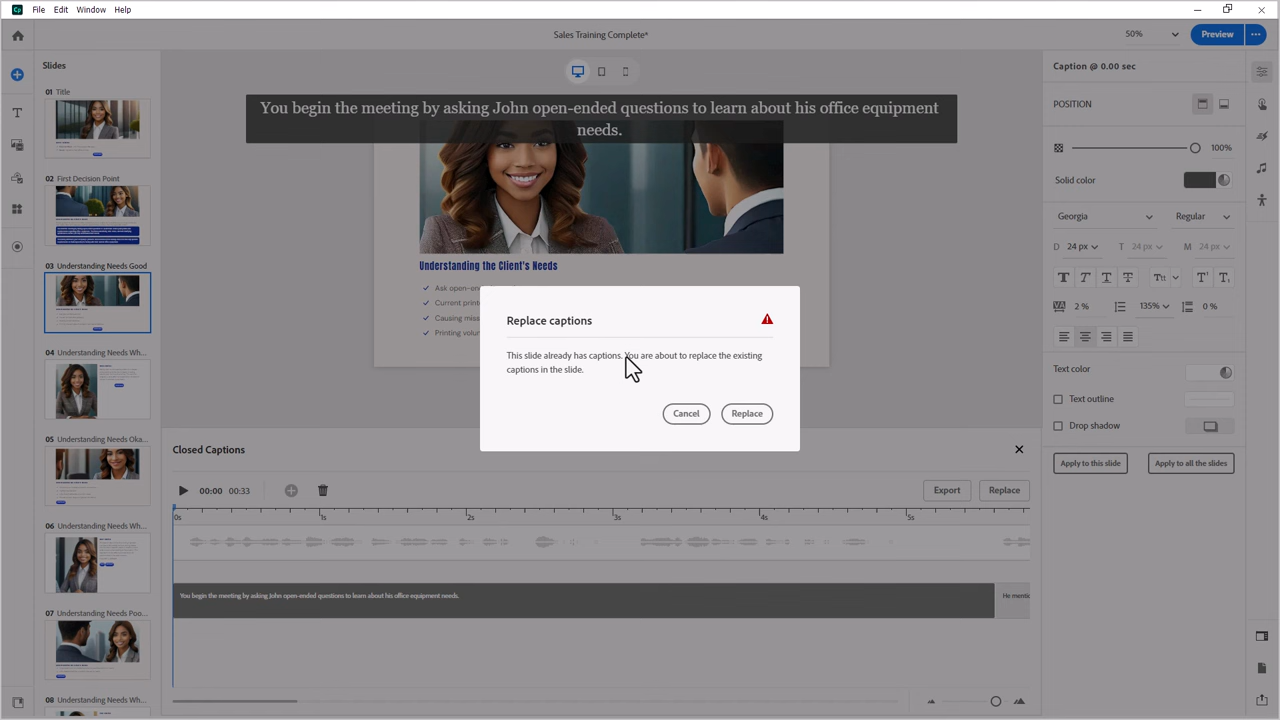 Cp File Edit Window Help
Sales Training Complete*
50%
Preview
Slides
01 Title
02 First Decision Point
03 Understanding Needs Good
04 Understanding Needs Wh...
05 Understanding Needs Oka...
06 Understanding Needs Wh...
07 Understanding Needs Poo...
08 Understanding Needs Wh...
You begin the meeting by asking John open-ended questions to learn about his office equipment
needs.
Understanding the Client's Needs
Ask open-en
Current printe
Causing miss
Printing volum
Replace captions
This slide already has captions. You are about to replace the existing
captions in the slide.
Cancel
Replace
Closed Captions
00:00 00:33
Export
Replace
0s 1s 2s 3s 4s 5s
You begin the meeting by asking John open-ended questions to learn about his office equipment needs.
He mentio
Caption @ 0.00 sec
POSITION
100%
Solid color
Georgia
Regular
D 24 px T 24 px M 24 px
T T T T Tt T T
VA 2 % 135% 0 %
Text color
Text outline
Drop shadow
Apply to this slide
Apply to all the slides